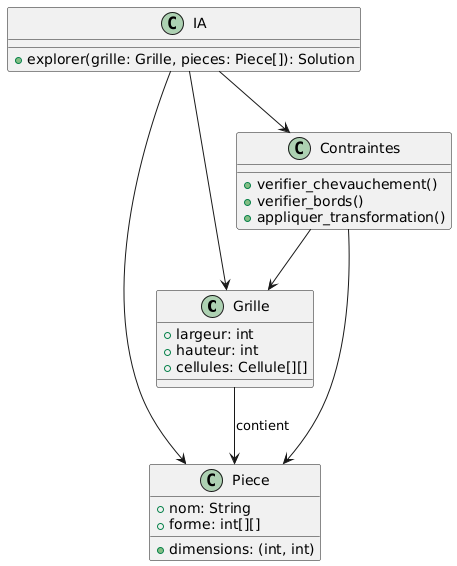 C IA
explorer(grille: Grille, pieces: Piece[]): Solution
C Contraintes
verifier_chevauchement()
verifier_bords()
appliquer_transformation()
C Grille
largeur: int
hauteur: int
cellules: Cellule[][]
contient
C Piece
nom: String
forme: int[][]
dimensions: (int, int)